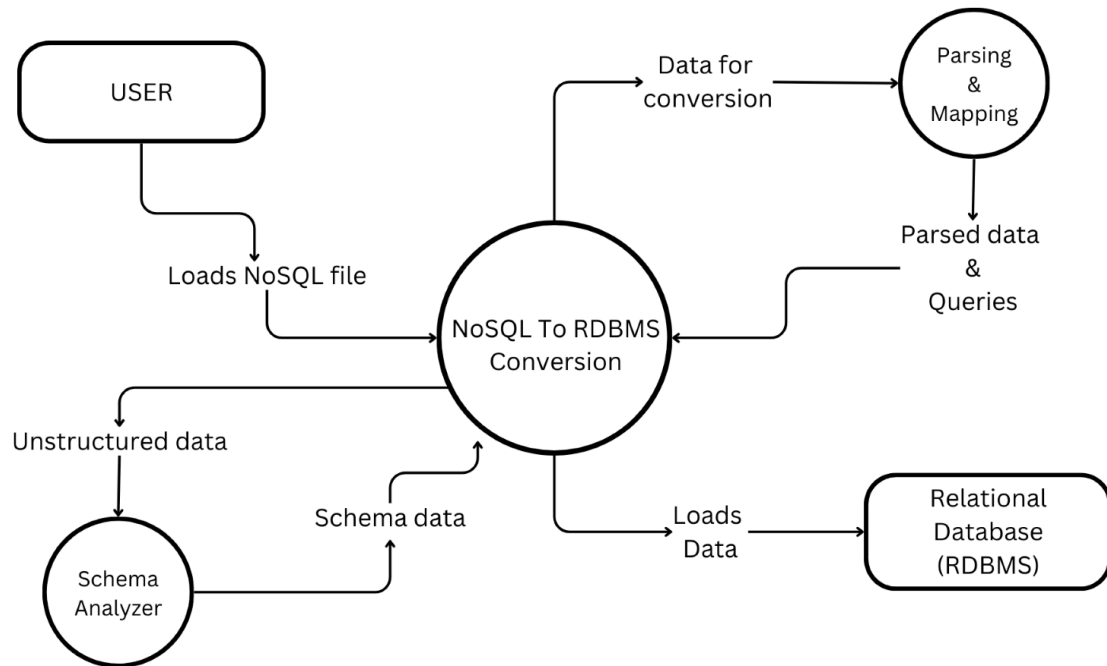 USER
Data for
conversion
Parsing
&
Mapping
Loads NoSQL file
Parsed data
&
Queries
NoSQL To RDBMS
Conversion
Unstructured data
Schema data
Schema
Analyzer
Loads
Data
Relational
Database
(RDBMS)